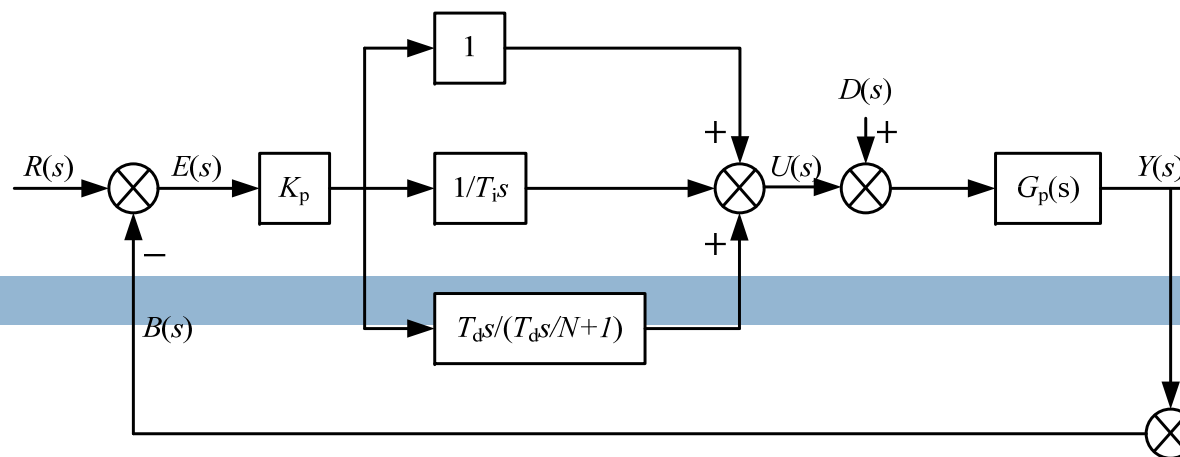 1
D(s)
+
+
R(s)
E(s)
Kp
1/Tis
U(s)
Gp(s)
Y(s)
+
−
B(s)
Tds/(Tds/N+1)